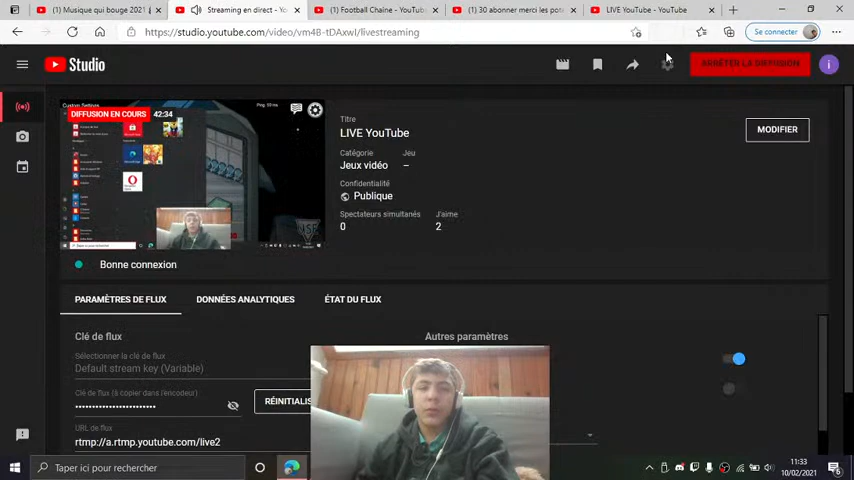 (1) Musique qui bouge 2021
Streaming en direct - Yo
(1) Football Chaîne - YouTub
(1) 30 abonner merci les pot
LIVE YouTube - YouTube
https://studio.youtube.com/video/vm4B-tDAxwI/livestreaming
Se connecter
Studio
ARRÊTER LA DIFFUSION
i
Custom Settings
Ping: 53 ms
DIFFUSION EN COURS 42:34
Titre
LIVE YouTube
MODIFIER
Catégorie Jeu
Jeux vidéo –
Confidentialité
Publique
Spectateurs simultanés J'aime
0 2
Bonne connexion
PARAMÈTRES DE FLUX DONNÉES ANALYTIQUES ÉTAT DU FLUX
Clé de flux Autres paramètres
Sélectionner la clé de flux
Default stream key (Variable)
Clé de flux (à copier dans l'encodeur)
RÉINITIALIS
URL de flux
rtmp://a.rtmp.youtube.com/live2
Taper ici pour rechercher
11:33
10/02/2021